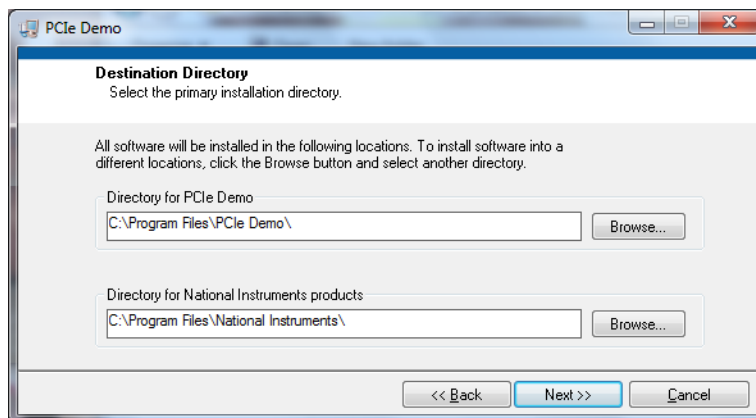 PCIe Demo
Destination Directory
Select the primary installation directory.
All software will be installed in the following locations. To install software into a
different locations, click the Browse button and select another directory.
Directory for PCIe Demo
C:\Program Files\PCIe Demo\
Browse...
Directory for National Instruments products
C:\Program Files\National Instruments\
Browse...
<< Back
Next >>
Cancel